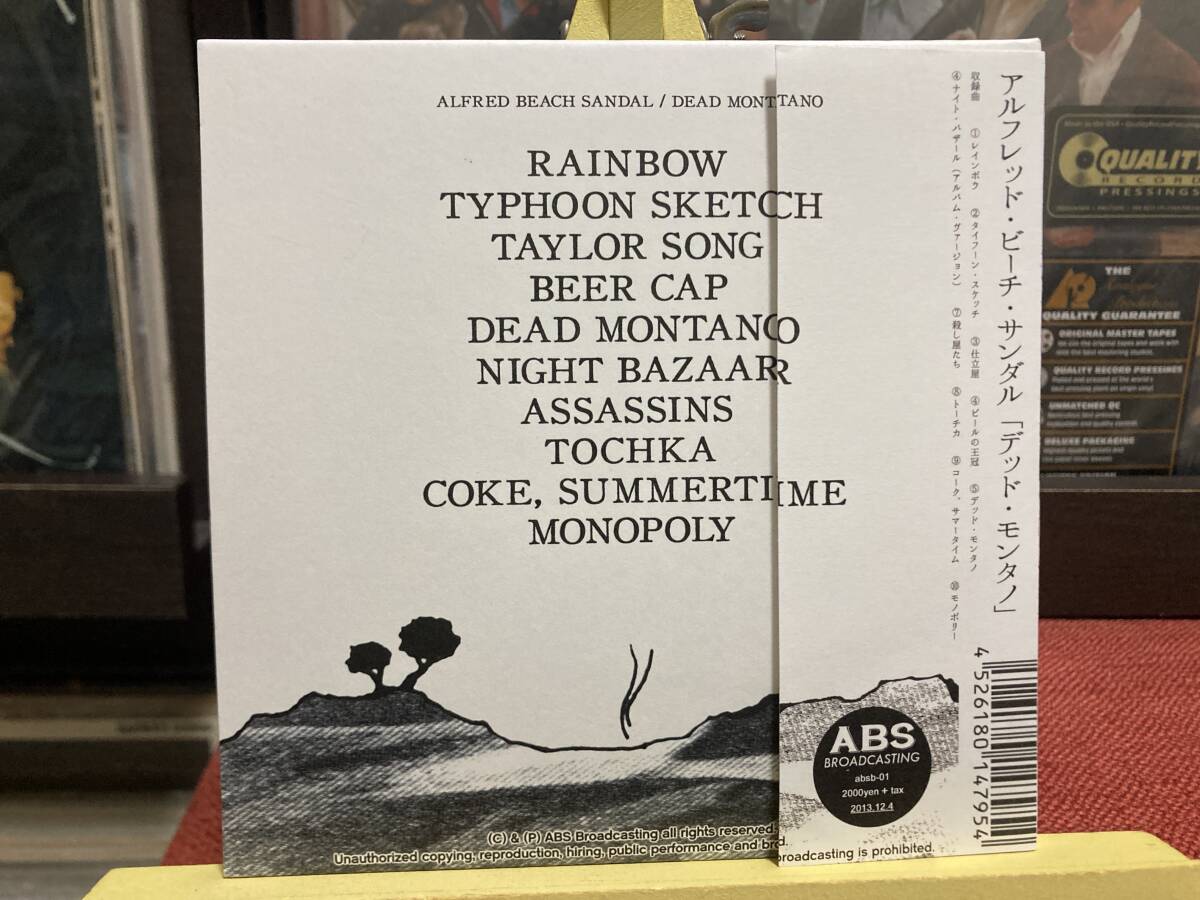 ALFRED BEACH SANDAL / DEAD MONTTANO
RAINBOW
TYPHOON SKETCH
TAYLOR SONG
BEER CAP
DEAD MONTANO
NIGHT BAZAAR
ASSASSINS
TOCHKA
COKE, SUMMERTIME
MONOPOLY
(C) & (P) ABS Broadcasting all rights reserved.
Unauthorized copying, reproduction, hiring, public performance and brd.
broadcasting is prohibited.
アルフレッド・ビーチ・サンダル「デッド・モンタノ」
収録曲 ①レインボウ ②タイフーン・スケッチ ③仕立屋 ④ビールの王冠 ⑤デッド・モンタノ
④ナイト・バザール(アルバム・ヴァージョン) ⑦殺し屋たち ⑧トーチカ ⑨コーク、サマータイム ⑩モノポリー
4 526180 147954
ABS
BROADCASTING
absb-01
2000yen + tax
2013.12.4
QUALITY
RECORD
PRESSINGS
THE
QUALITY GUARANTEE
ORIGINAL MASTER TAPES
QUALITY RECORD PRESSINGS
UNMATCHED QC
DELUXE PACKAGING